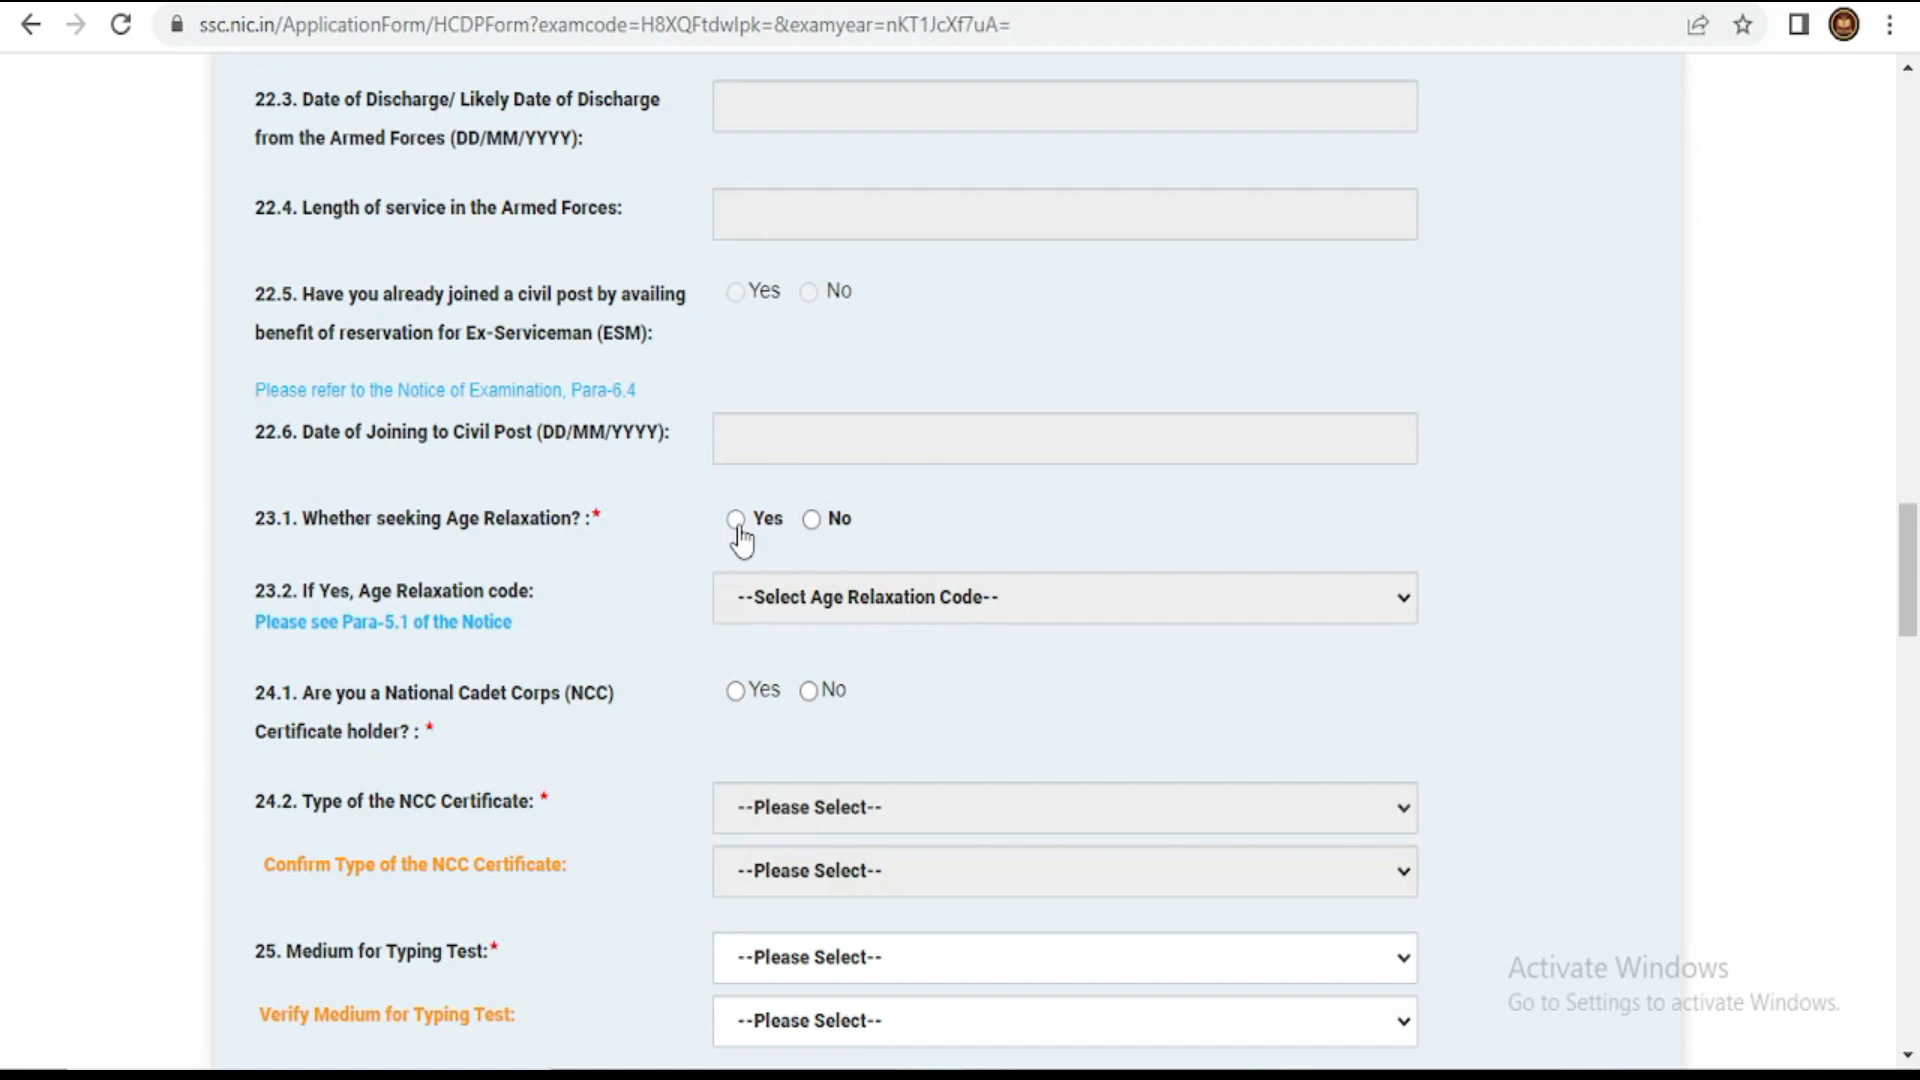 ssc.nic.in/ApplicationForm/HCDPForm?examcode=H8XQFtdwlpk=&examyear=nKT1JcXf7uA=
22.3. Date of Discharge/ Likely Date of Discharge
from the Armed Forces (DD/MM/YYYY):
22.4. Length of service in the Armed Forces:
22.5. Have you already joined a civil post by availing
benefit of reservation for Ex-Serviceman (ESM):
Yes No
Please refer to the Notice of Examination, Para-6.4
22.6. Date of Joining to Civil Post (DD/MM/YYYY):
23.1. Whether seeking Age Relaxation? :* Yes No
23.2. If Yes, Age Relaxation code:
Please see Para-5.1 of the Notice
--Select Age Relaxation Code--
24.1. Are you a National Cadet Corps (NCC)
Certificate holder? : *
Yes No
24.2. Type of the NCC Certificate: * --Please Select--
Confirm Type of the NCC Certificate: --Please Select--
25. Medium for Typing Test:* --Please Select--
Verify Medium for Typing Test: --Please Select--
Activate Windows
Go to Settings to activate Windows.